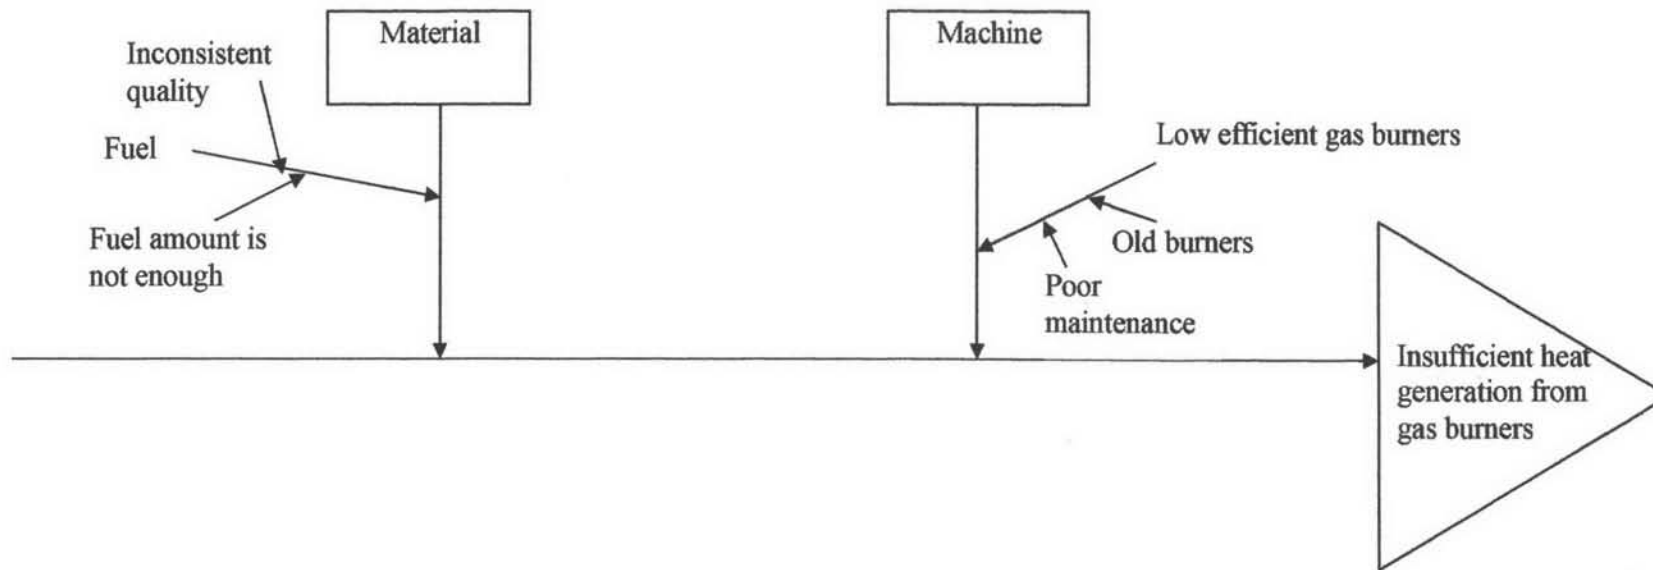 Material
Machine
Inconsistent
quality
Fuel
Fuel amount is
not enough
Low efficient gas burners
Old burners
Poor
maintenance
Insufficient heat
generation from
gas burners